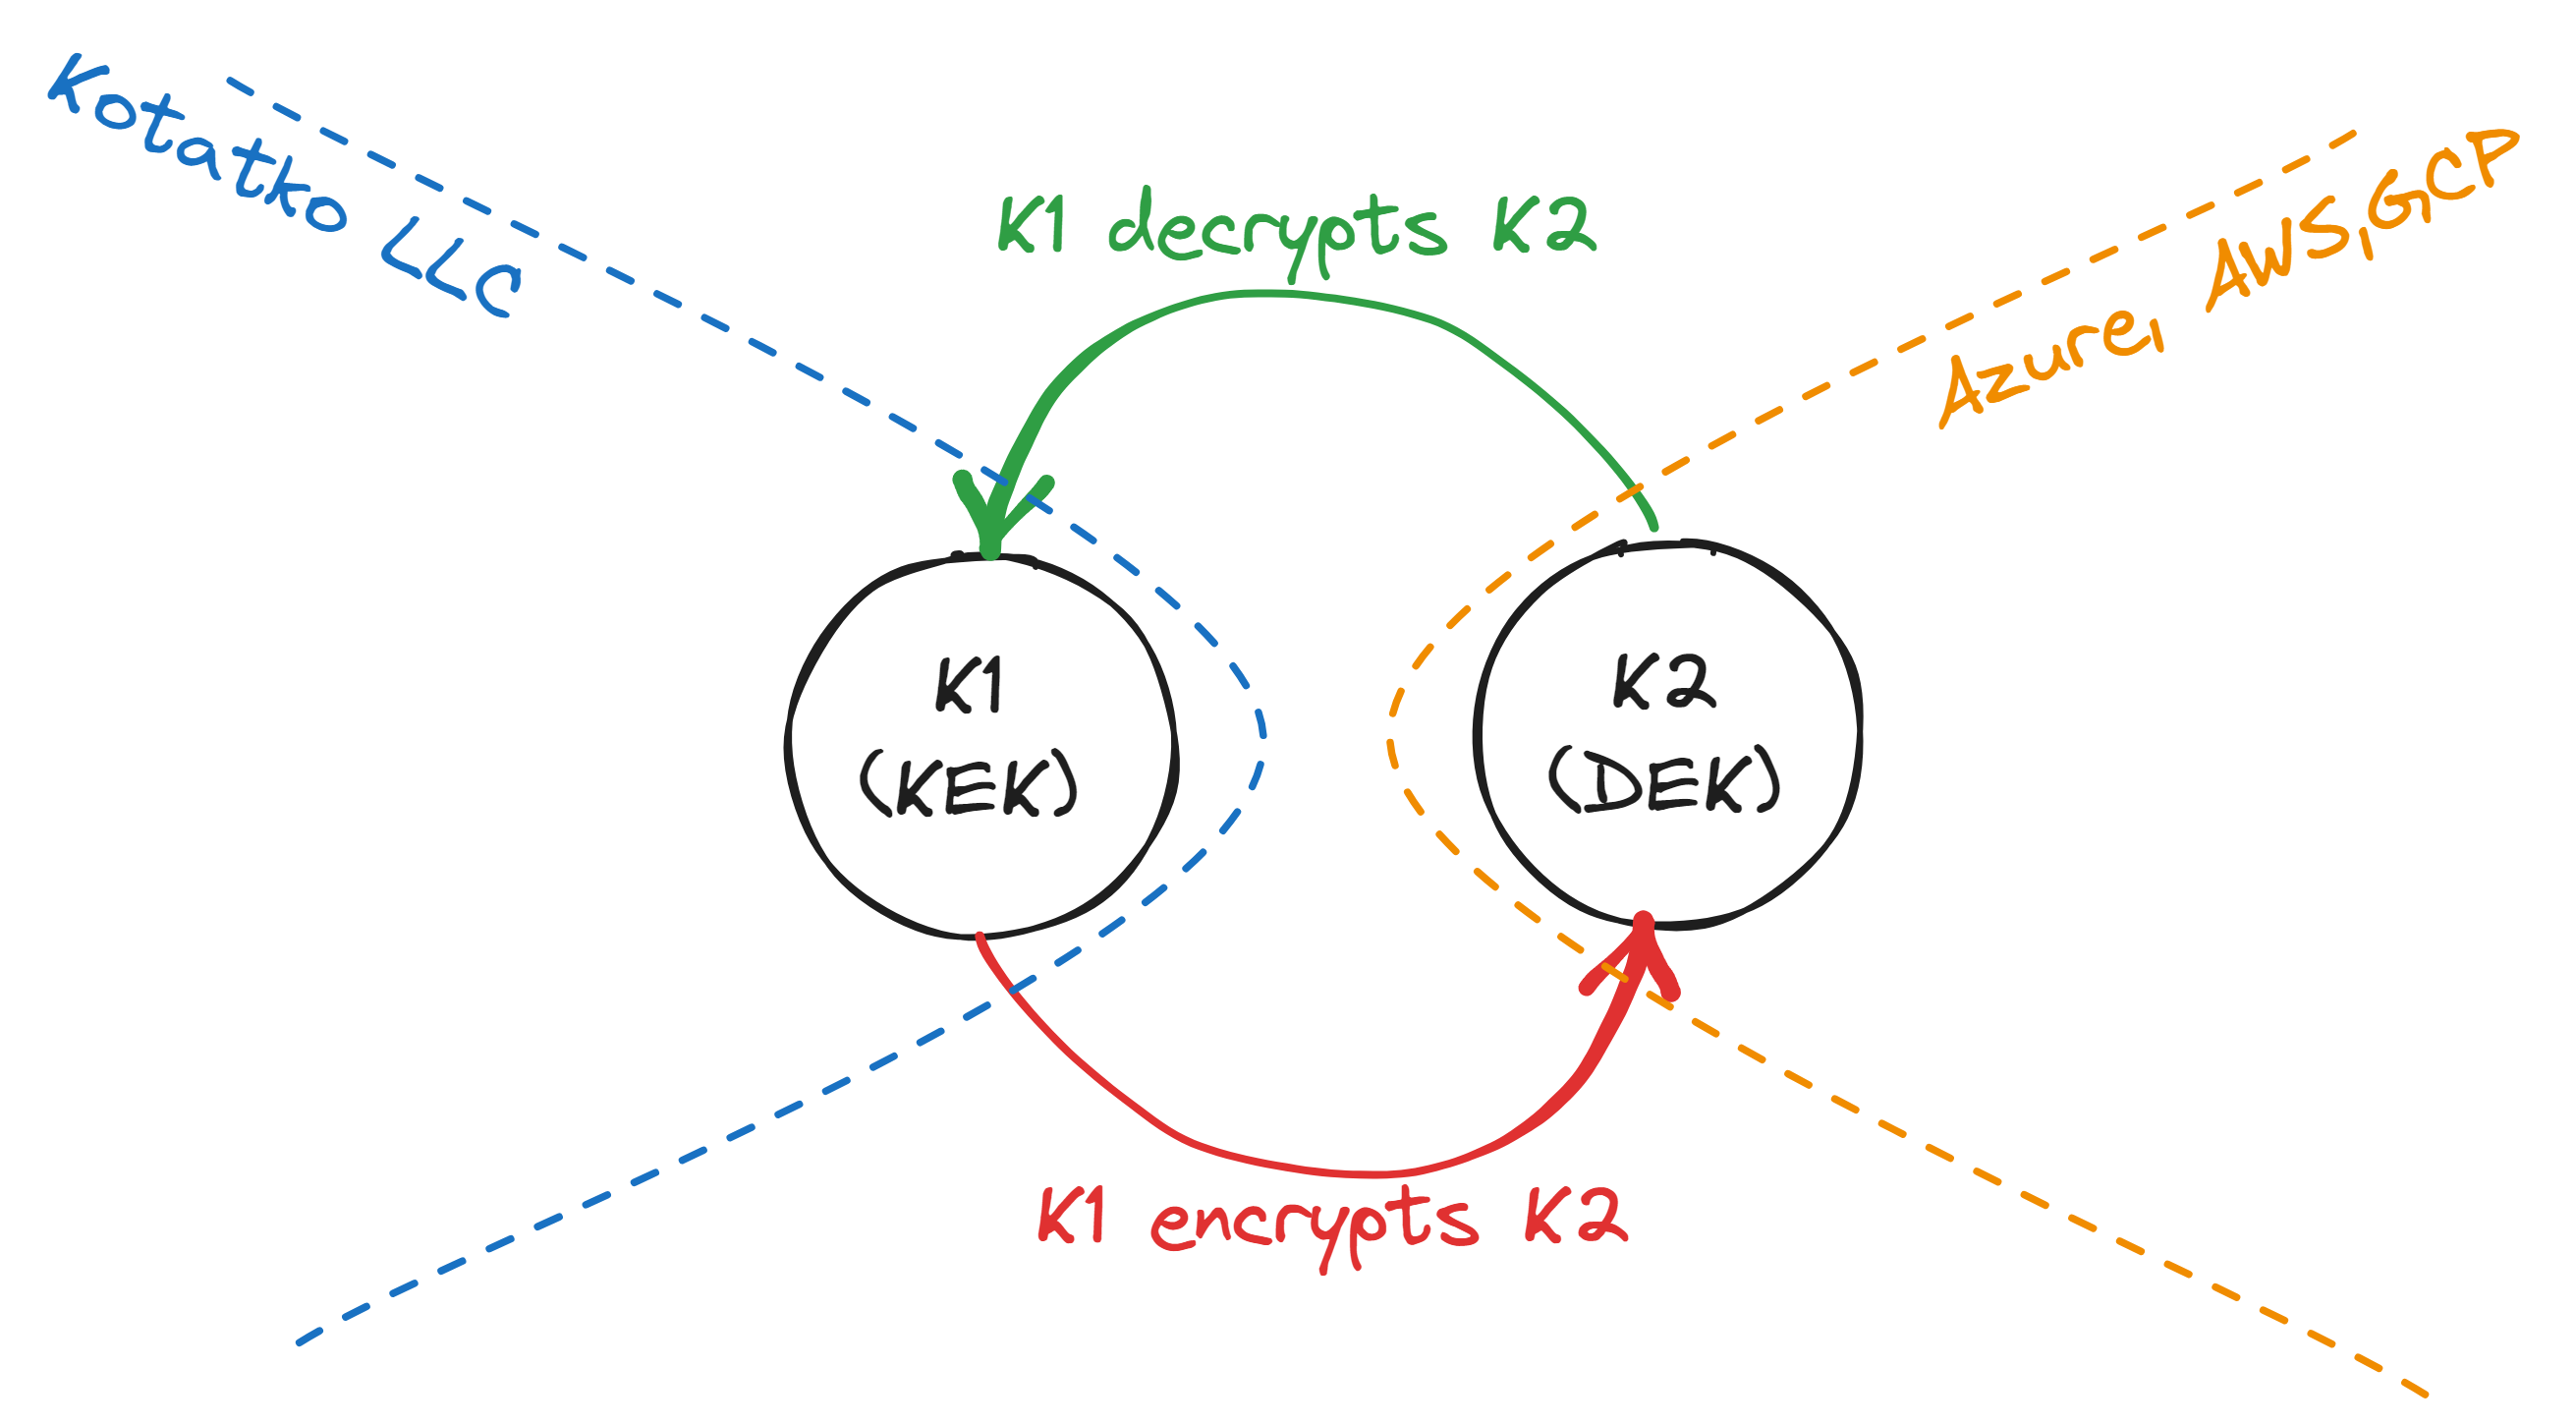 Kotatko LLC
Azure, AWS, GCP
K1 decrypts K2
K1
(KEK)
K2
(DEK)
K1 encrypts K2